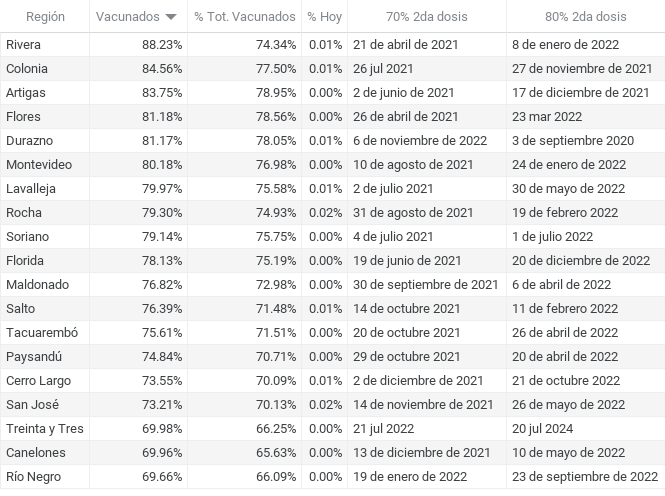 Región Vacunados % Tot. Vacunados % Hoy 70% 2da dosis 80% 2da dosis
Rivera 88.23% 74.34% 0.01% 21 de abril de 2021 8 de enero de 2022
Colonia 84.56% 77.50% 0.01% 26 jul 2021 27 de noviembre de 2021
Artigas 83.75% 78.95% 0.00% 2 de junio de 2021 17 de diciembre de 2021
Flores 81.18% 78.56% 0.00% 26 de abril de 2021 23 mar 2022
Durazno 81.17% 78.05% 0.01% 6 de noviembre de 2022 3 de septiembre 2020
Montevideo 80.18% 76.98% 0.00% 10 de agosto de 2021 24 de enero de 2022
Lavalleja 79.97% 75.58% 0.01% 2 de julio 2021 30 de mayo de 2022
Rocha 79.30% 74.93% 0.02% 31 de agosto de 2021 19 de febrero 2022
Soriano 79.14% 75.75% 0.00% 4 de julio 2021 1 de julio 2022
Florida 78.13% 75.19% 0.00% 19 de junio de 2021 20 de diciembre de 2022
Maldonado 76.82% 72.98% 0.00% 30 de septiembre de 2021 6 de abril de 2022
Salto 76.39% 71.48% 0.01% 14 de octubre 2021 11 de febrero 2022
Tacuarembó 75.61% 71.51% 0.00% 20 de octubre 2021 26 de abril de 2022
Paysandú 74.84% 70.71% 0.00% 29 de octubre 2021 20 de abril de 2022
Cerro Largo 73.55% 70.09% 0.01% 2 de diciembre de 2021 21 de octubre 2022
San José 73.21% 70.13% 0.02% 14 de noviembre de 2021 26 de mayo de 2022
Treinta y Tres 69.98% 66.25% 0.00% 21 jul 2022 20 jul 2024
Canelones 69.96% 65.63% 0.00% 13 de diciembre de 2021 10 de mayo de 2022
Río Negro 69.66% 66.09% 0.00% 19 de enero de 2022 23 de septiembre de 2022